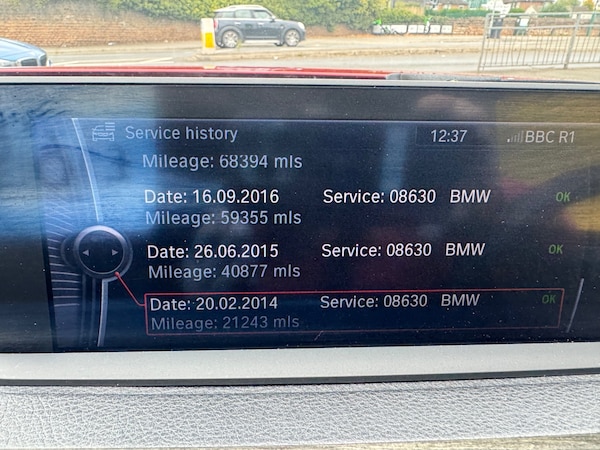 Service history 12:37 BBC R1
Mileage: 68394 mls
Date: 16.09.2016 Service: 08630 BMW OK
Mileage: 59355 mls
Date: 26.06.2015 Service: 08630 BMW OK
Mileage: 40877 mls
Date: 20.02.2014 Service: 08630 BMW OK
Mileage: 21243 mls